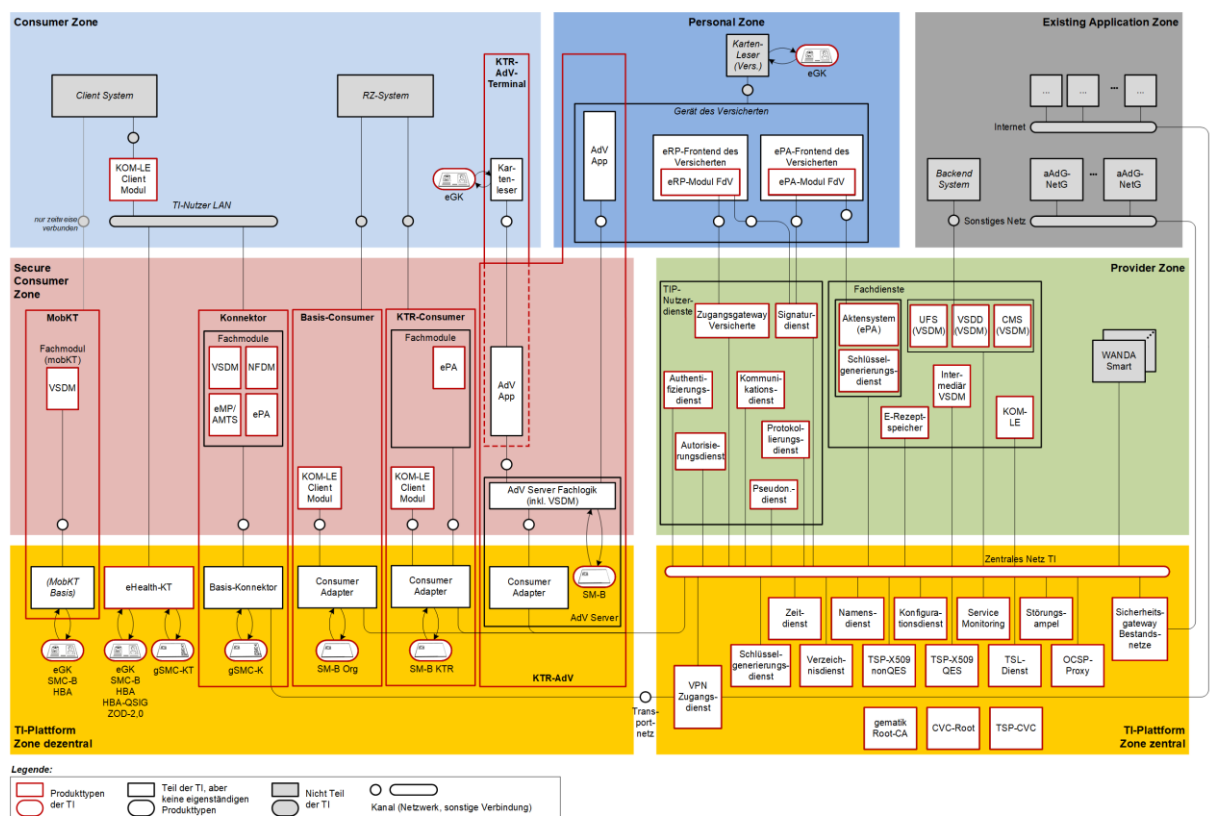 Consumer Zone
Client System
RZ-System
KTR-
AdV-
Terminal
KOM-LE
Client
Modul
TI-Nutzer LAN
nur zeitweise
verbunden
eGK
Kar-
ten-
leser
Personal Zone
Karten-
Leser
(Vers.)
eGK
Gerät des Versicherten
AdV
App
eRP-Frontend des
Versicherten
eRP-Modul FdV
ePA-Frontend des
Versicherten
ePA-Modul FdV
Existing Application Zone
...
...
...
...
Internet
Backend
System
aAdG-
NetG
...
aAdG-
NetG
Sonstiges Netz
Secure
Consumer
Zone
MobKT
Fachmodul
(mobKT)
VSDM
Konnektor
Fachmodule
VSDM
NFDM
eMP/
AMTS
ePA
Basis-Consumer
KOM-LE
Client
Modul
KTR-Consumer
Fachmodule
ePA
KOM-LE
Client
Modul
AdV
App
AdV Server Fachlogik
(inkl. VSDM)
Provider Zone
TIP-
Nutzer-
dienste
Zugangsgateway
Versicherte
Signatur-
dienst
Authenti-
fizierungs-
dienst
Kommuni-
kations-
dienst
Autorisie-
rungsdienst
Protokol-
lierungs-
dienst
Pseudon.-
dienst
Fachdienste
Aktensystem
(ePA)
Schlüssel-
generierungs-
dienst
UFS
(VSDM)
VSDD
(VSDM)
CMS
(VSDM)
Inter-
mediär
VSDM
E-Rezept-
speicher
KOM-
LE
WANDA
Smart
(MobKT
Basis)
eGK
SMC-B
HBA
eHealth-KT
eGK
SMC-B
HBA
HBA-QSIG
ZOD-2,0
gSMC-KT
Basis-Konnektor
gSMC-K
Consumer
Adapter
SM-B Org
Consumer
Adapter
SM-B KTR
Consumer
Adapter
SM-B
AdV Server
KTR-AdV
TI-Plattform
Zone dezentral
Trans-
port-
netz
Zentrales Netz TI
VPN
Zugangs-
dienst
Zeit-
dienst
Namens-
dienst
Konfigura-
tionsdienst
Service
Monitoring
Störungs-
ampel
Sicherheits-
gateway
Bestands-
netze
Schlüssel-
generierungs-
dienst
Verzeich-
nisdienst
TSP-X509
nonQES
TSP-X509
QES
TSL-
Dienst
OCSP-
Proxy
gematik
Root-CA
CVC-Root
TSP-CVC
TI-Plattform
Zone zentral
Legende:
Produkttypen
der TI
Teil der TI, aber
keine eigenständigen
Produkttypen
Nicht Teil
der TI
Kanal (Netzwerk, sonstige Verbindung)